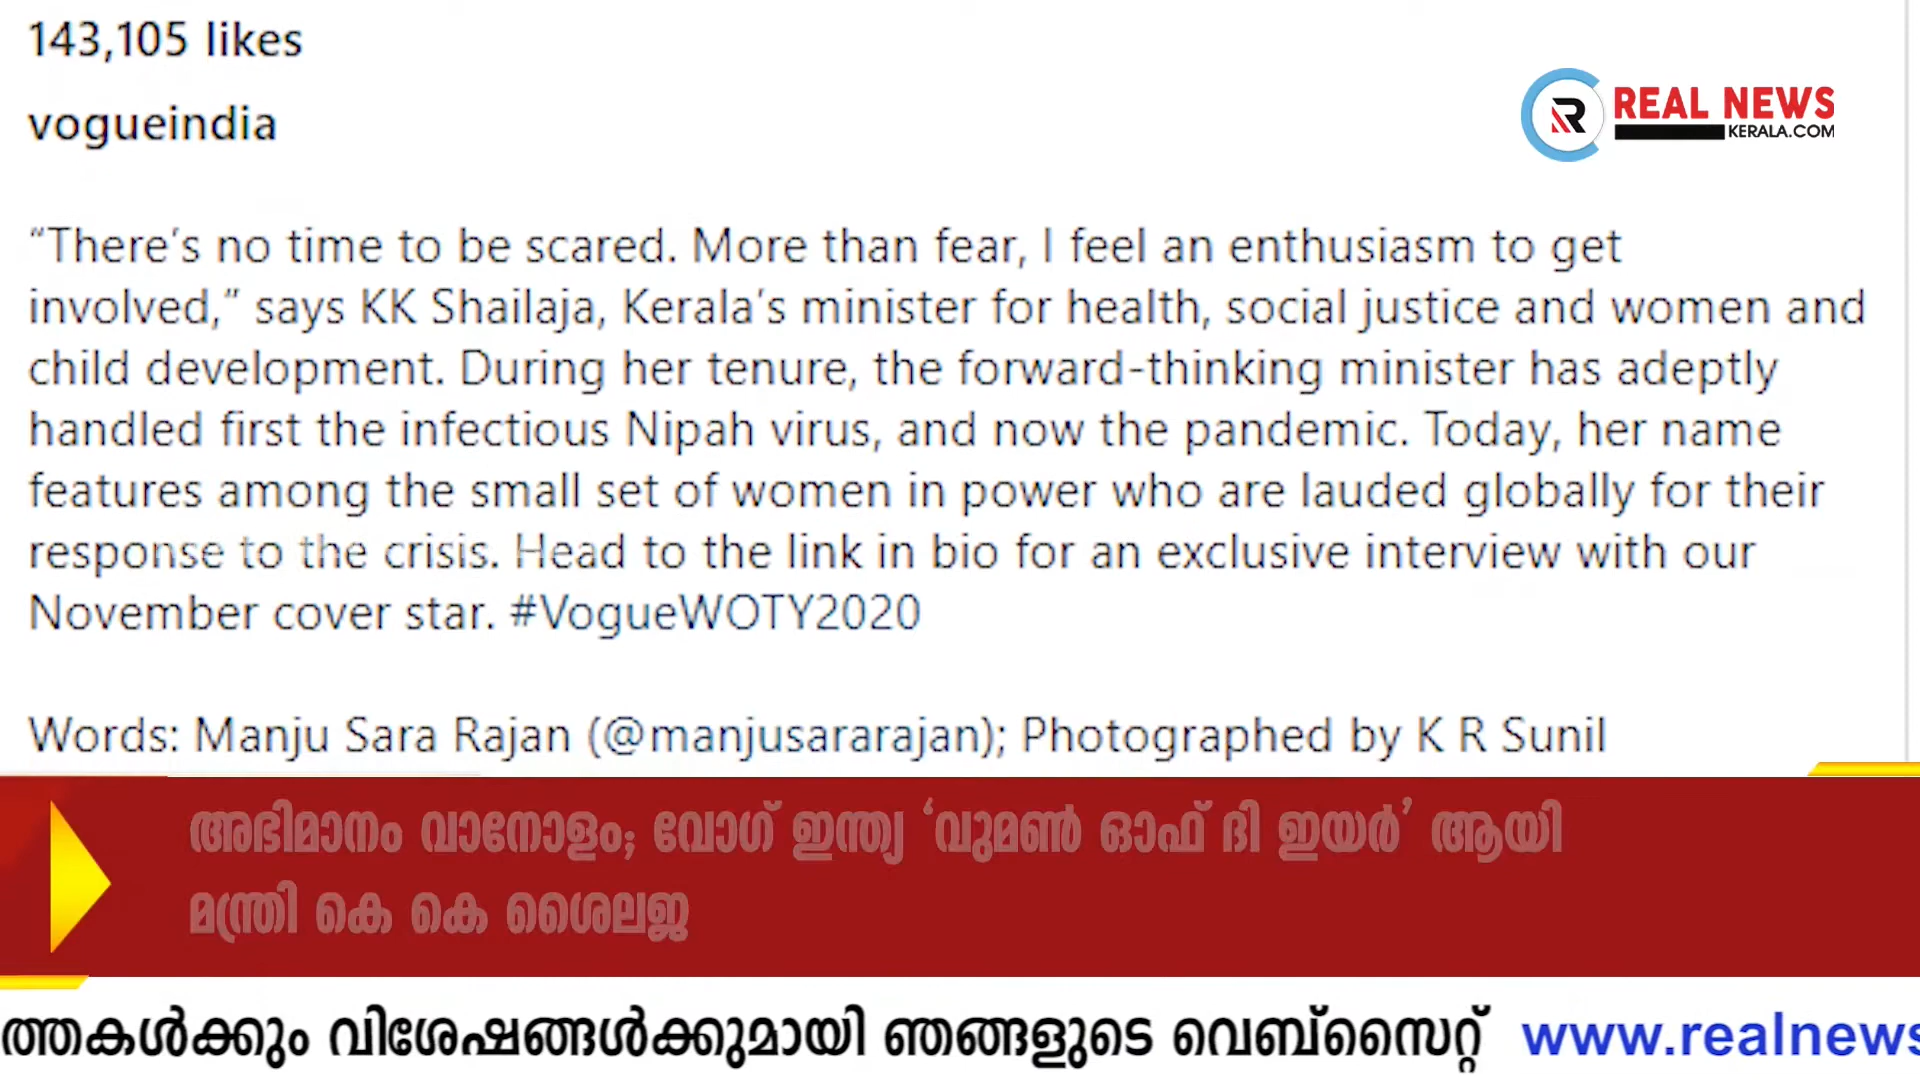 143,105 likes
vogueindia
REAL NEWS
KERALA.COM
“There’s no time to be scared. More than fear, I feel an enthusiasm to get
involved,” says KK Shailaja, Kerala’s minister for health, social justice and women and
child development. During her tenure, the forward-thinking minister has adeptly
handled first the infectious Nipah virus, and now the pandemic. Today, her name
features among the small set of women in power who are lauded globally for their
response to the crisis. Head to the link in bio for an exclusive interview with our
November cover star. #VogueWOTY2020
Words: Manju Sara Rajan (@manjusararajan); Photographed by K R Sunil
അഭിമാനം വാനോളം; വോഗ് ഇന്ത്യ ‘വുമൺ ഓഫ് ദി ഇയർ’ ആയി
മന്ത്രി കെ കെ ശൈലജ
ത്തകൾക്കും വിശേഷങ്ങൾക്കുമായി ഞങ്ങളുടെ വെബ്സൈറ്റ് www.realnews